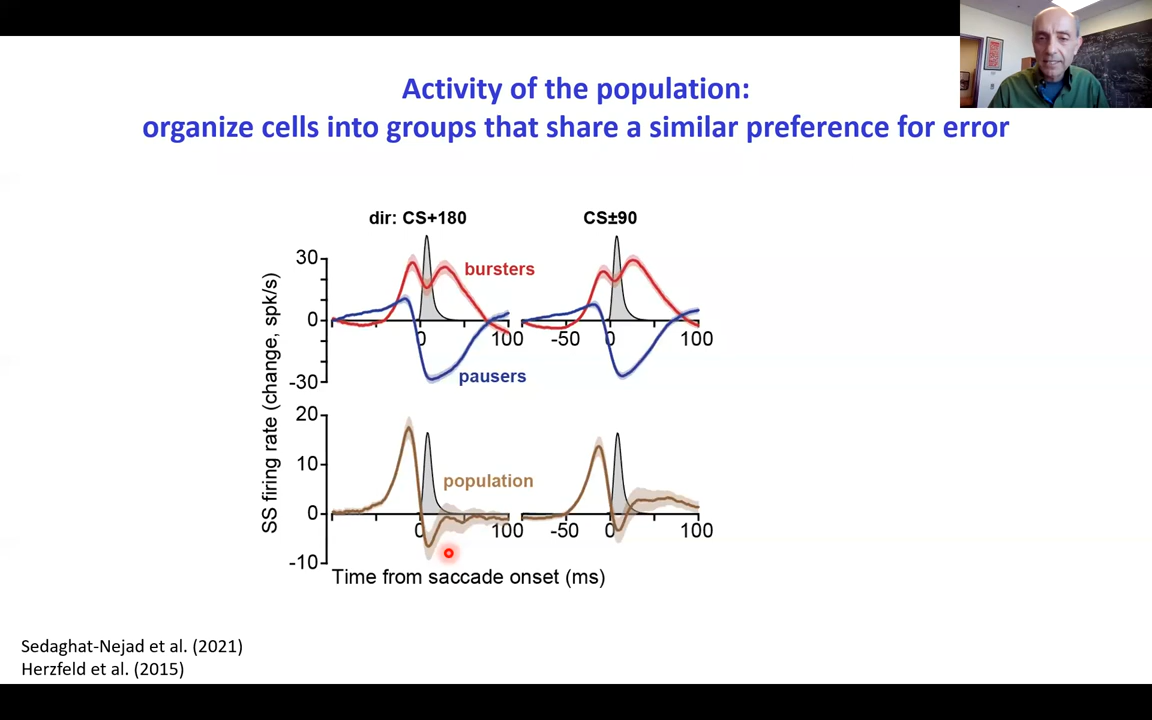 Activity of the population:
organize cells into groups that share a similar preference for error
dir: CS+180
CS±90
30
0
-30
bursters
pausers
0
100
-50
0
100
SS firing rate (change, spk/s)
20
10
0
-10
population
0
100
-50
0
100
Time from saccade onset (ms)
Sedaghat-Nejad et al. (2021)
Herzfeld et al. (2015)